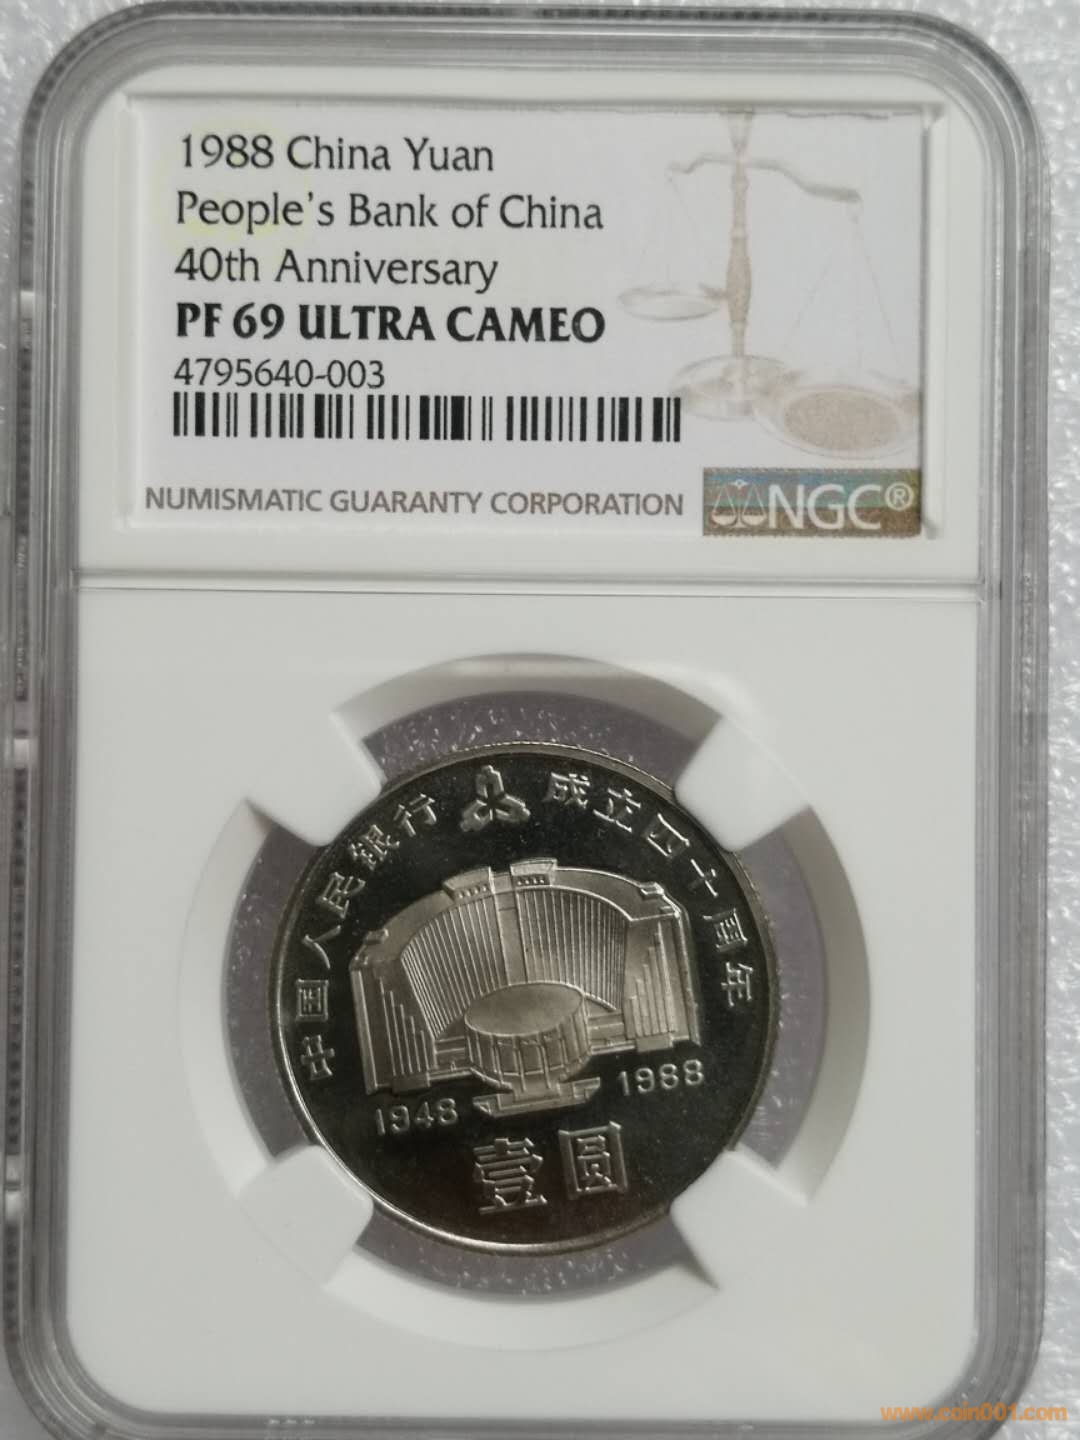 1988 China Yuan
People's Bank of China
40th Anniversary
PF 69 ULTRA CAMEO
4795640-003
NUMISMATIC GUARANTY CORPORATION
NGC®
中国人民银行 成立四十周年
1948 1988
壹圆
www.coin001.com